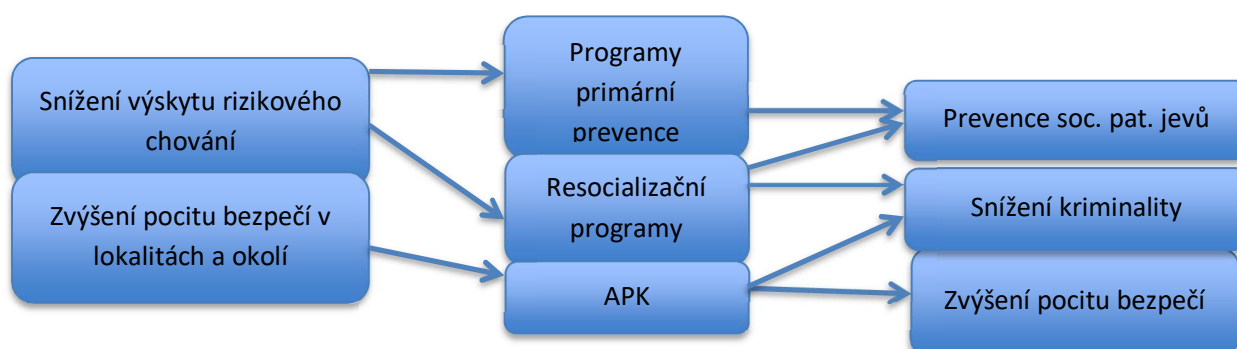 Snížení výskytu rizikového
chování
Zvýšení pocitu bezpečí v
lokalitách a okolí
Programy
primární
prevence
Resocializační
programy
APK
Prevence soc. pat. jevů
Snížení kriminality
Zvýšení pocitu bezpečí